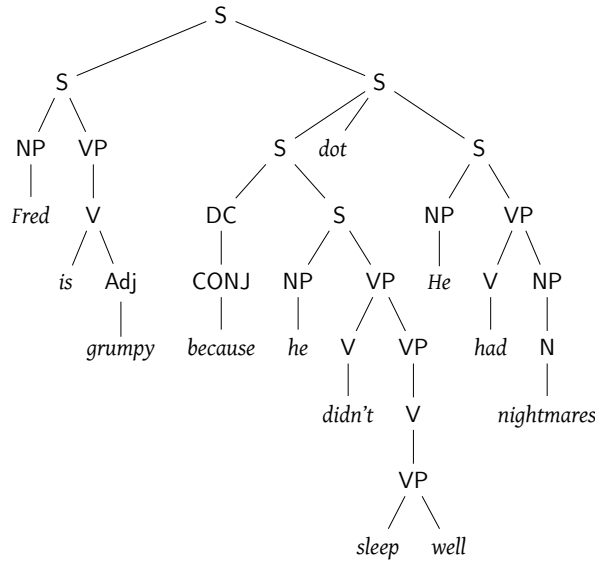 S
S S
NP VP S dot S
Fred V DC S NP VP
is Adj CONJ NP VP He V NP
grumpy because he V VP had N
didn't V nightmares
VP
sleep well